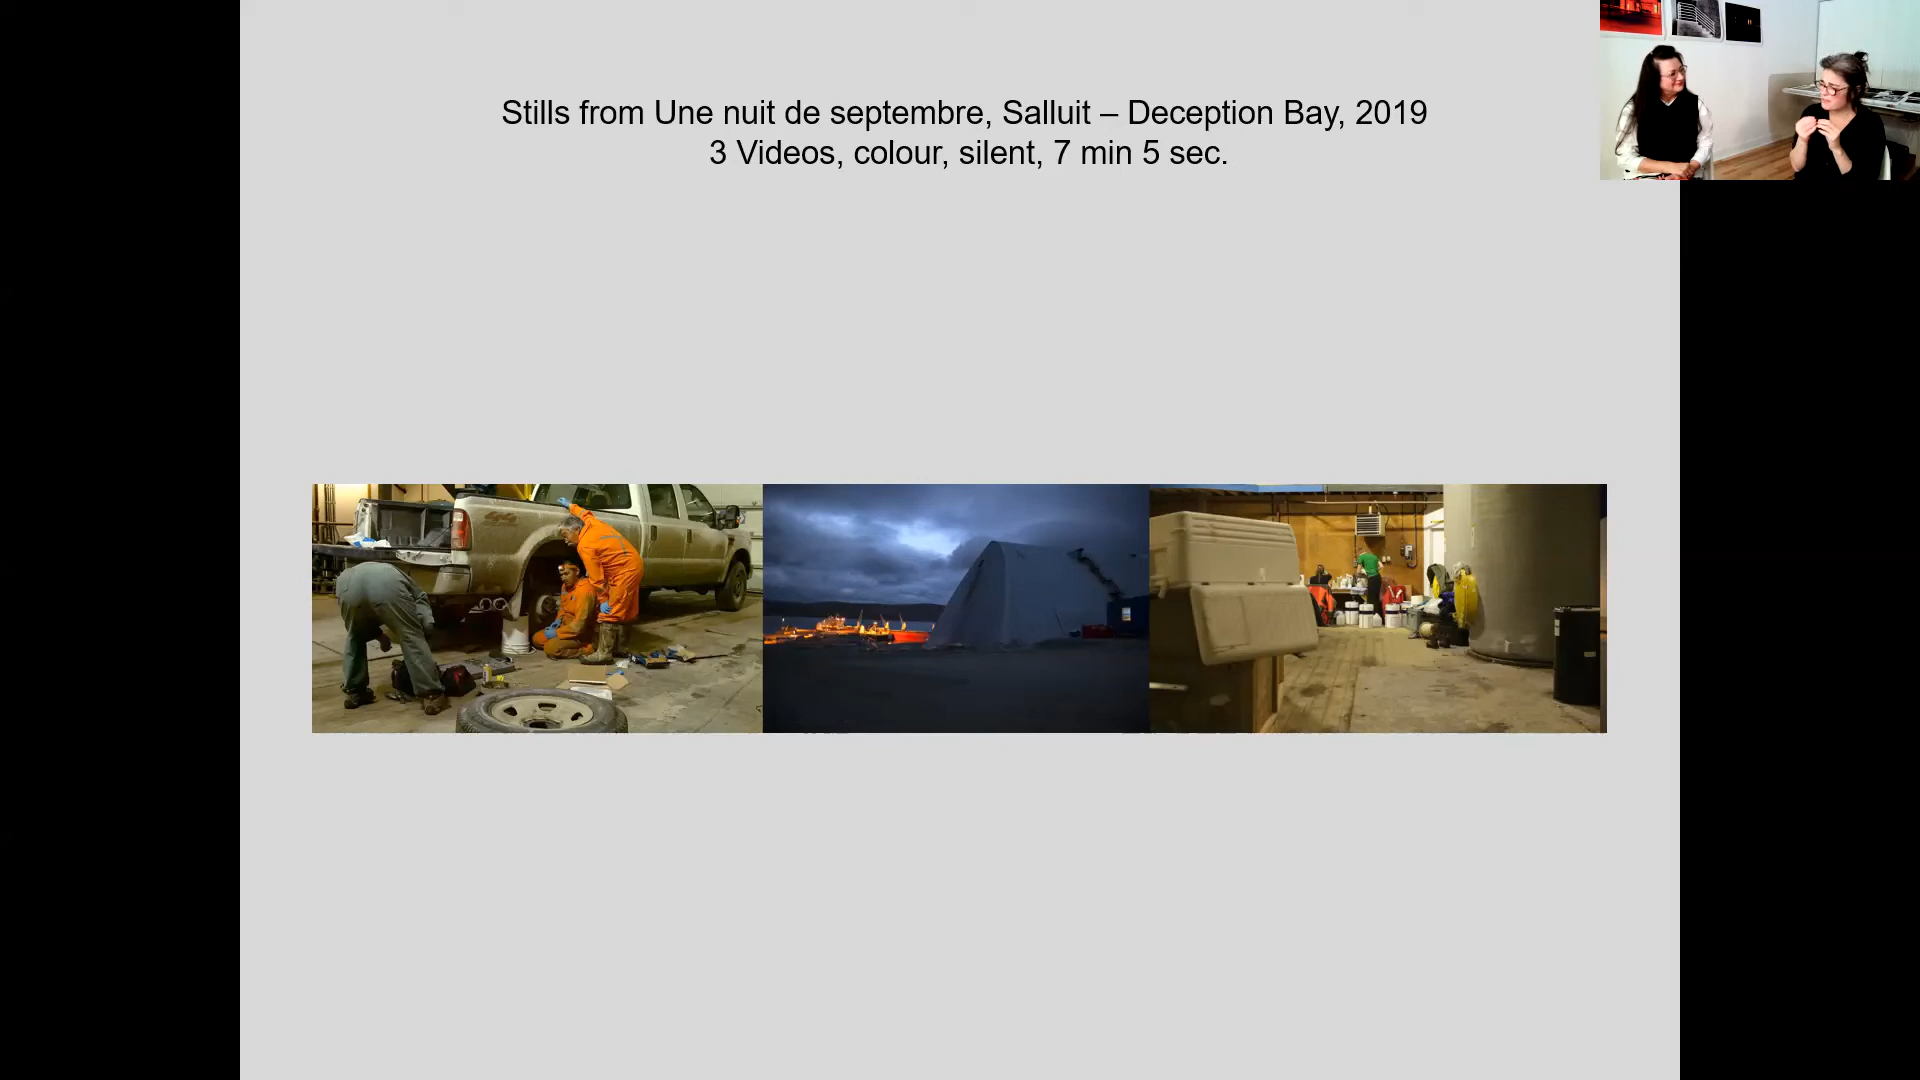 Stills from Une nuit de septembre, Salluit – Deception Bay, 2019
3 Videos, colour, silent, 7 min 5 sec.